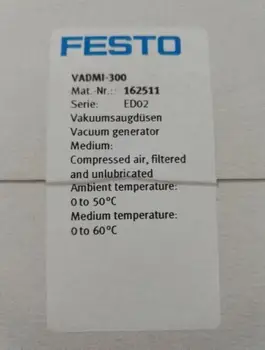 FESTO
VADMI-300
Mat.-Nr.: 162511
Serie: ED02
Vakuumsaugdüsen
Vacuum generator
Medium:
Compressed air, filtered
and unlubricated
Ambient temperature:
0 to 50°C
Medium temperature:
0 to 60°C